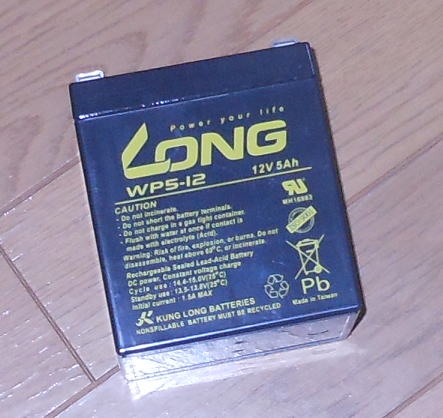 Power your life
LONG
WP5-12
12V 5Ah
CAUTION
- Do not incinerate.
- Do not short the battery terminals.
- Do not charge in a gas tight container.
- Flush with water at once if contact is
made with electrolyte (Acid).
Warning: Risk of fire, explosion, or burns. Do not
disassemble, heat above 60°C, or incinerate.
MH16982
Rechargeable Sealed Lead-Acid Battery
DC power. Constant voltage charge
Cycle use: 14.4-15.0V(25°C)
Standby use: 13.5-13.8V(25°C)
Initial current: 1.5A MAX
Pb
Made in Taiwan
KUNG LONG BATTERIES
NONSPILLABLE BATTERY MUST BE RECYCLED